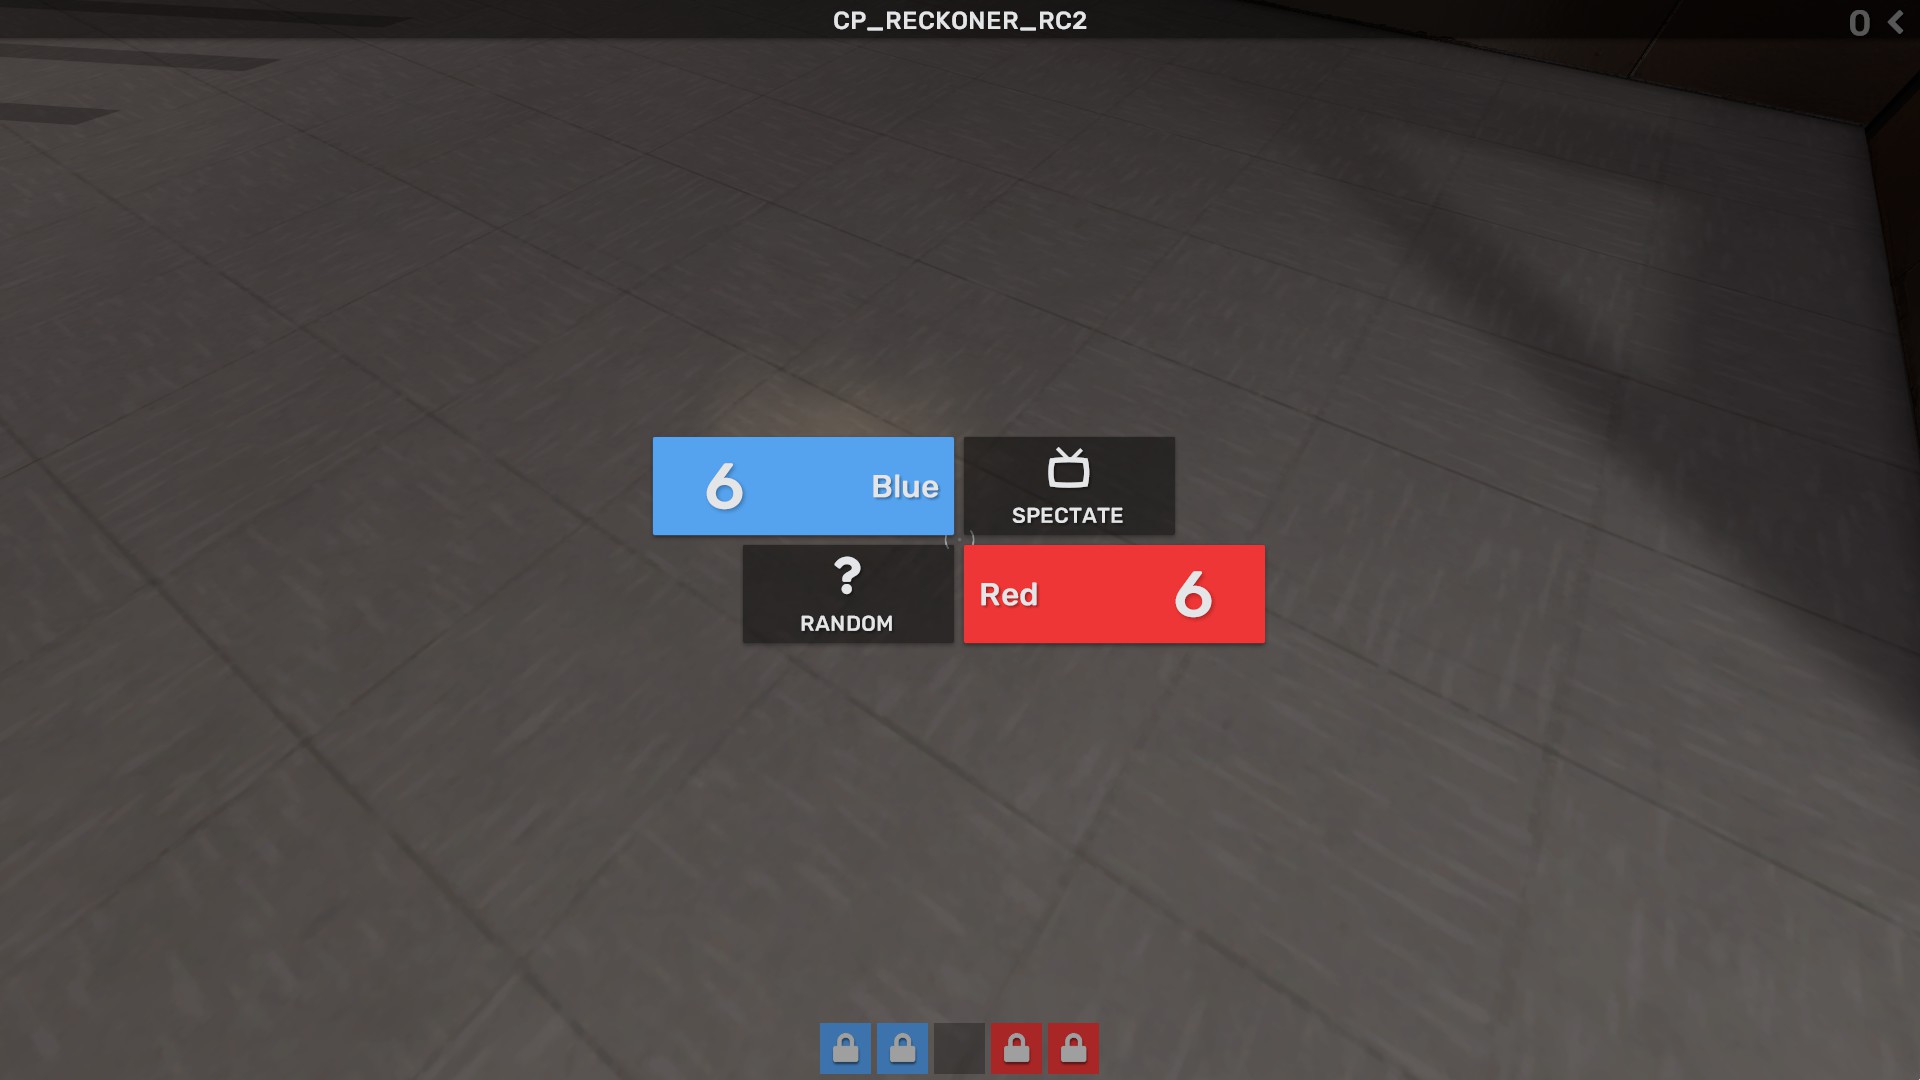 CP_RECKONER_RC2
0 <
6 Blue
SPECTATE
?
RANDOM
Red 6